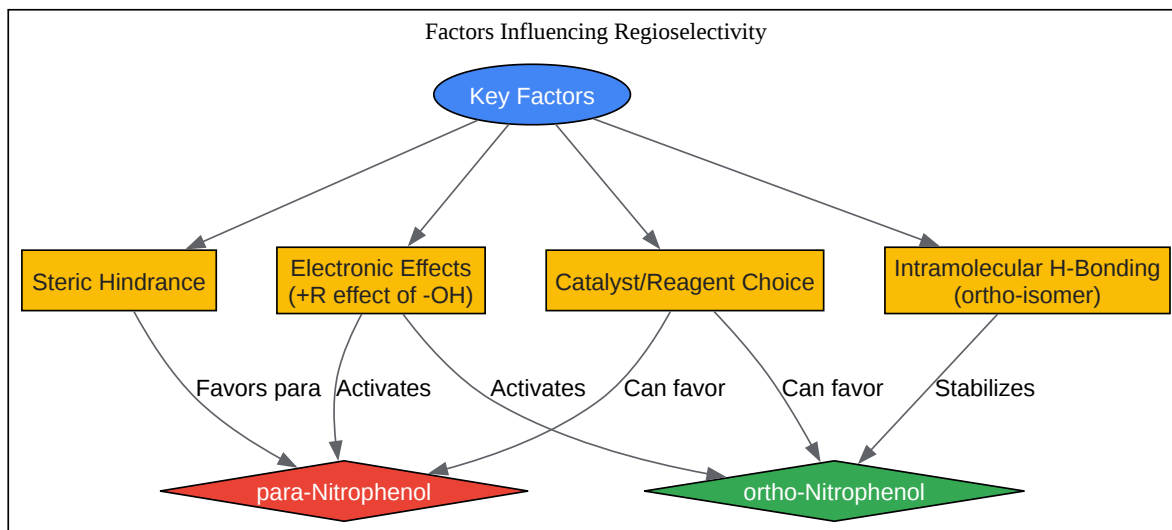 Factors Influencing Regioselectivity
Key Factors
Steric Hindrance
Electronic Effects
(+R effect of -OH)
Catalyst/Reagent Choice
Intramolecular H-Bonding
(ortho-isomer)
Favors para
Activates
Activates
Can favor
Can favor
Stabilizes
para-Nitrophenol
ortho-Nitrophenol